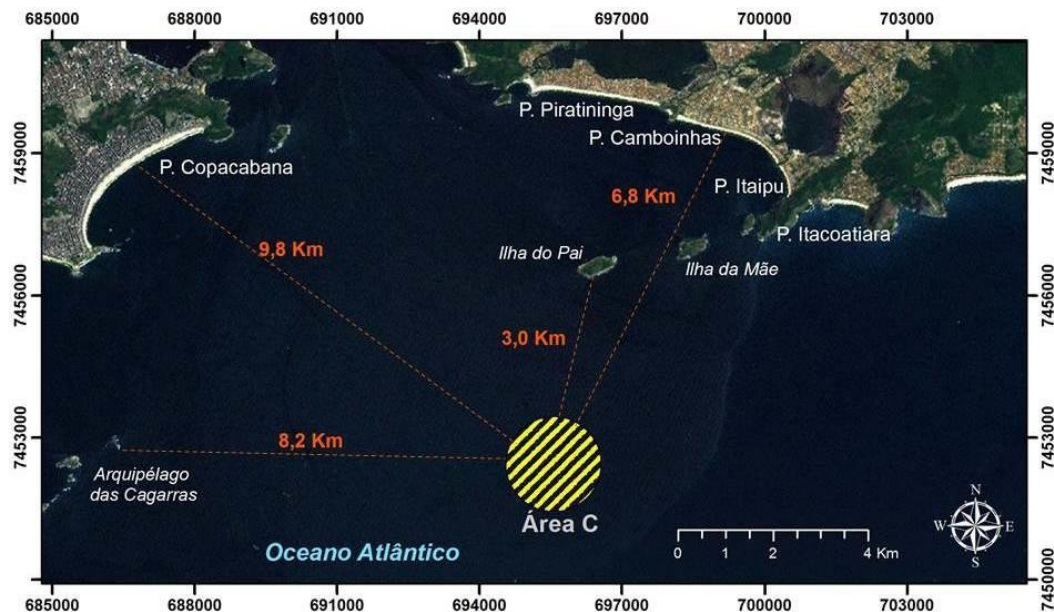 685000 688000 691000 694000 697000 700000 703000
7459000 7459000
P. Piratininga
P. Camboinhas
P. Copacabana
P. Itaipu
6,8 Km
P. Itacoatiara
9,8 Km
Ilha do Pai
Ilha da Mãe
7456000 7456000
3,0 Km
7453000 7453000
8,2 Km
Arquipélago
das Cagarras
Área C
N
W E
S
Oceano Atlântico
0 1 2 4 Km
7450000 7450000
685000 688000 691000 694000 697000 700000 703000